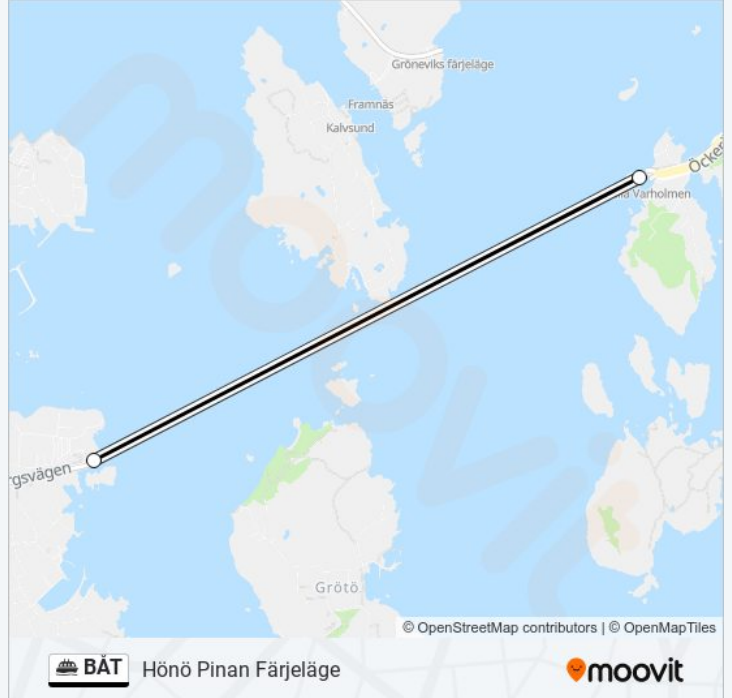 Gröneviks färjeläge
Framnäs
Kalvsund
Öcker
Varholmen
rgsvägen
Grötö
© OpenStreetMap contributors | © OpenMapTiles
BÅT Hönö Pinan Färjeläge
moovit